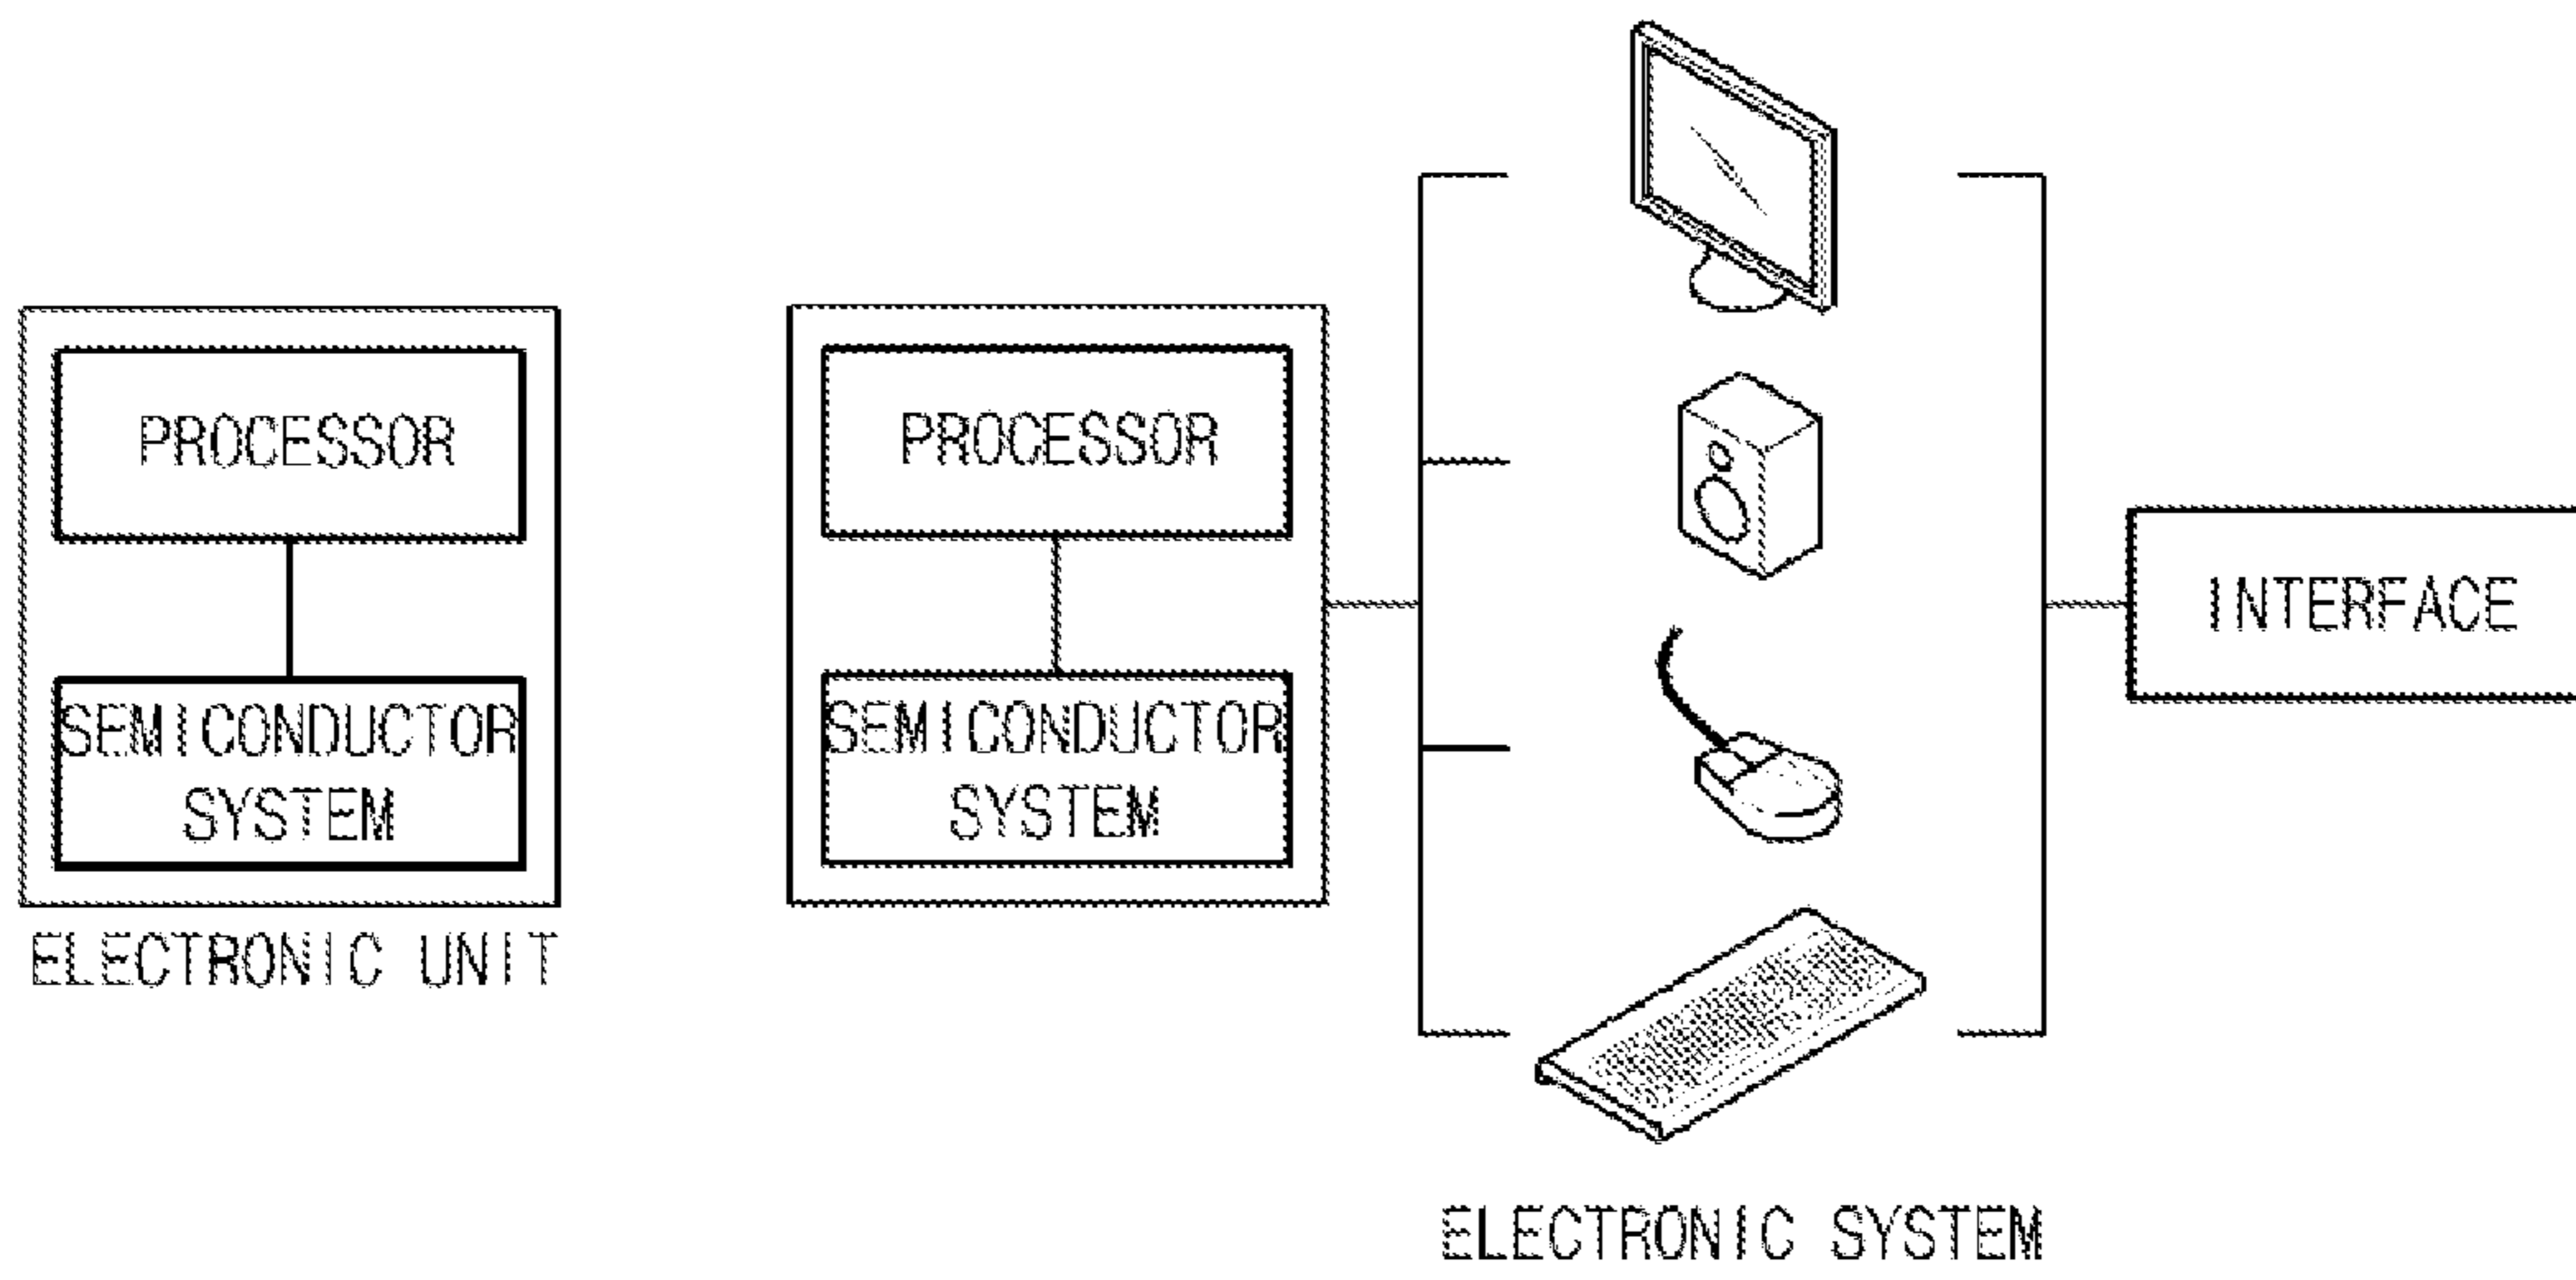 PROCESSOR
SEMICONDUCTOR
SYSTEM
ELECTRONIC UNIT
PROCESSOR
SEMICONDUCTOR
SYSTEM
INTERFACE
ELECTRONIC SYSTEM